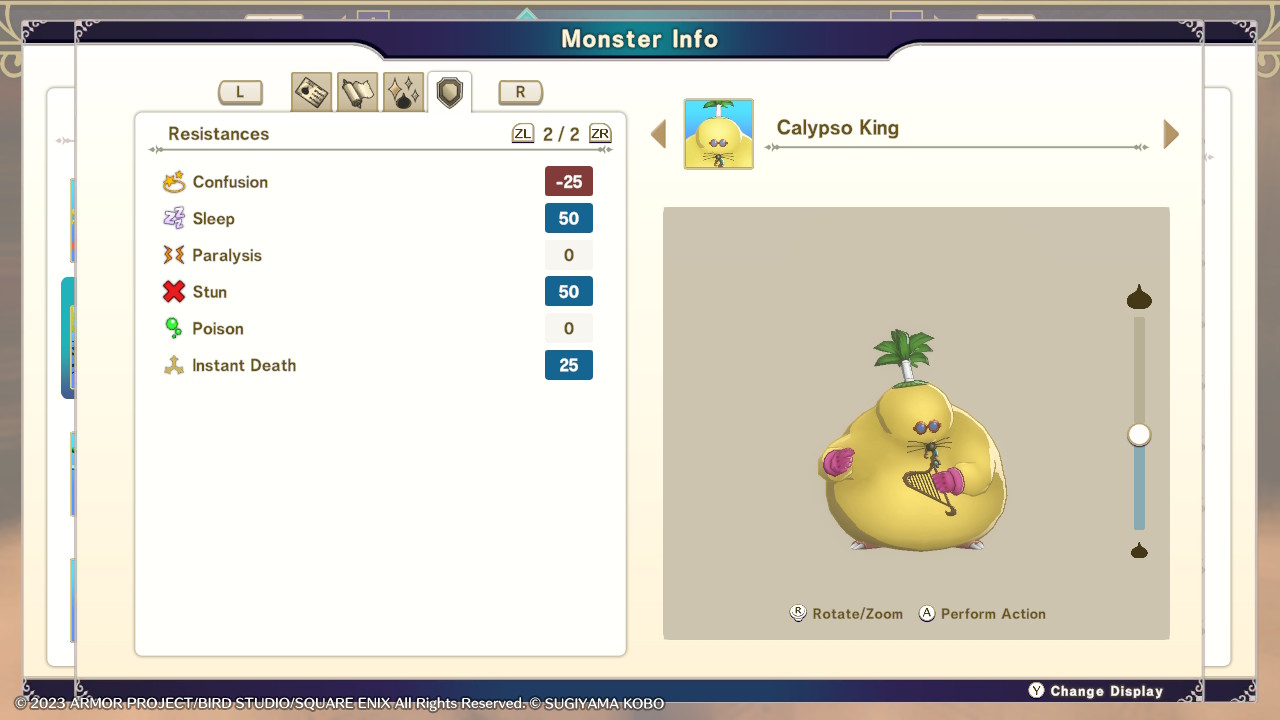 Monster Info
L
R
Resistances
ZL 2 / 2 ZR
Calypso King
Confusion -25
Sleep 50
Paralysis 0
Stun 50
Poison 0
Instant Death 25
R Rotate/Zoom A Perform Action
Y Change Display
© 2023 ARMOR PROJECT/BIRD STUDIO/SQUARE ENIX All Rights Reserved. © SUGIYAMA KOBO